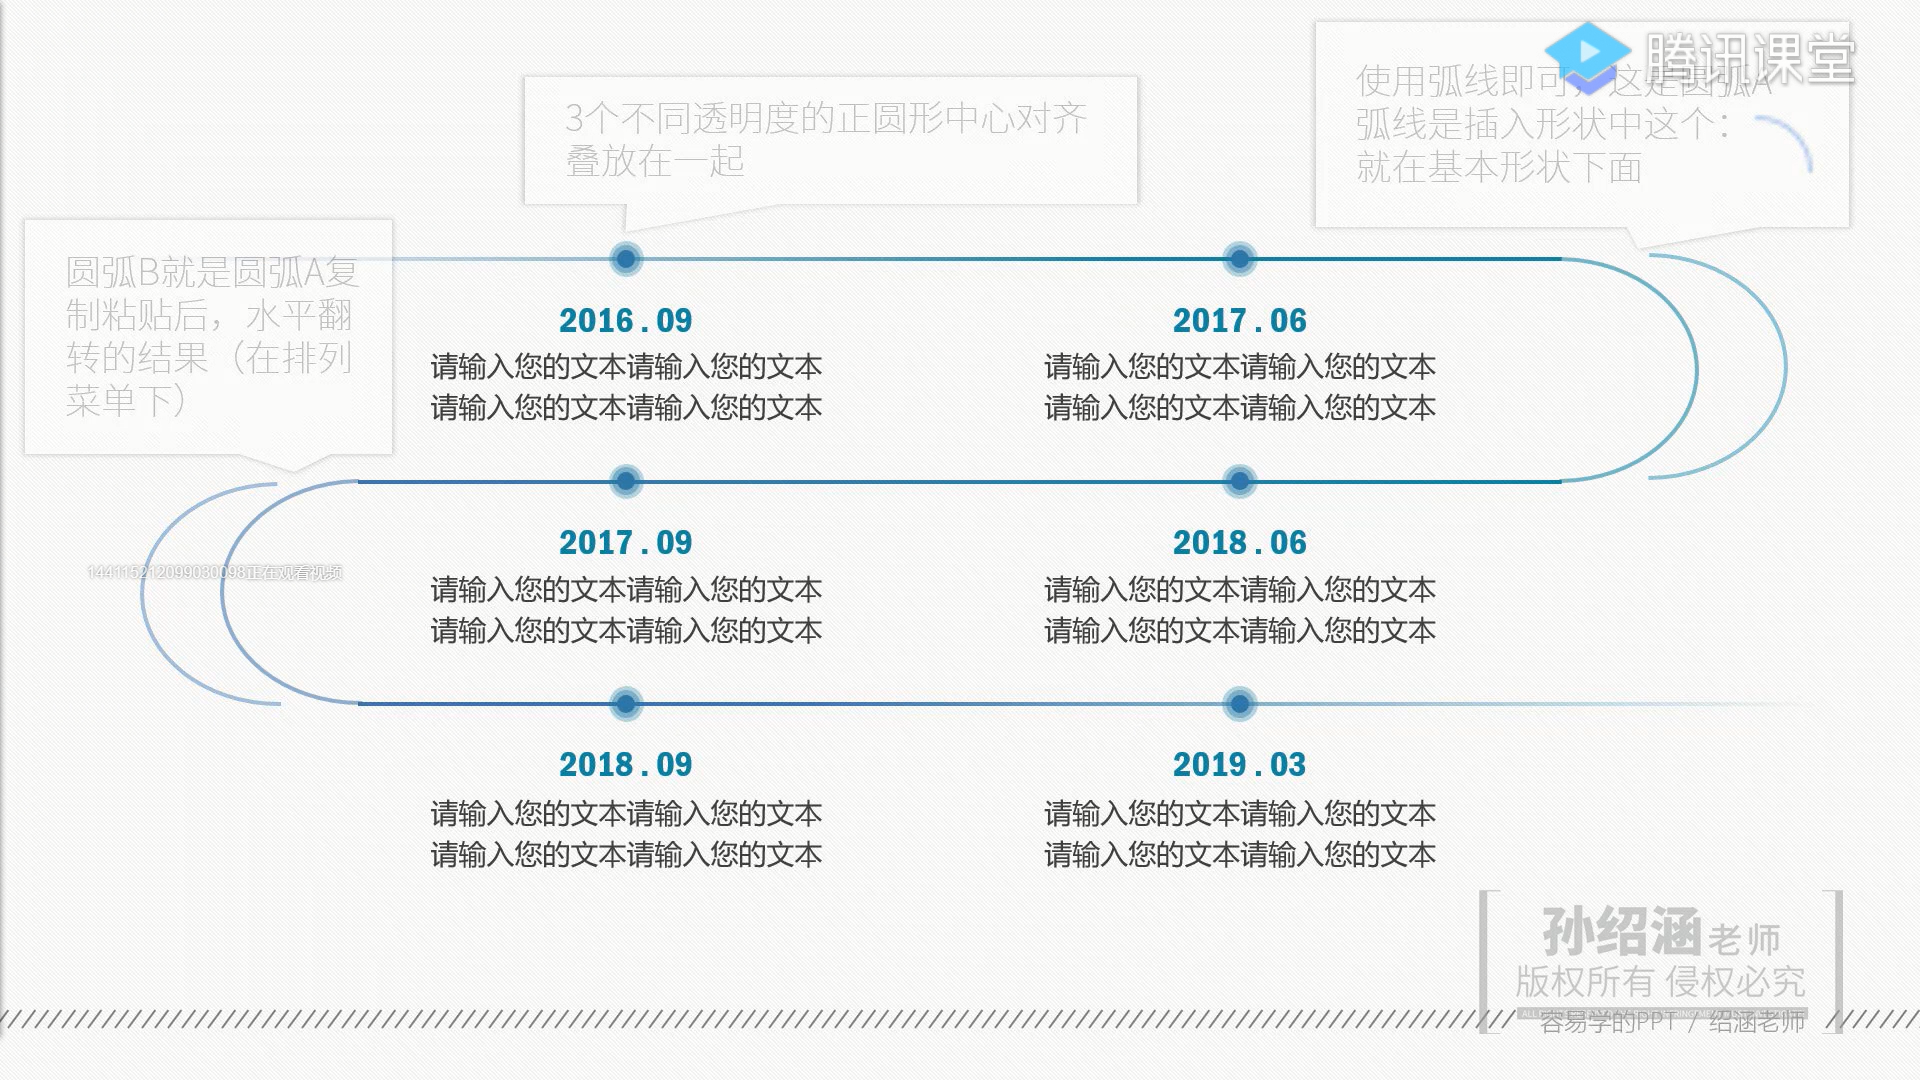 腾讯课堂
使用弧线即可，这是圆弧A
弧线是插入形状中这个：
就在基本形状下面
3个不同透明度的正圆形中心对齐
叠放在一起
圆弧B就是圆弧A复
制粘贴后，水平翻
转的结果（在排列
菜单下）
2016.09
请输入您的文本请输入您的文本
请输入您的文本请输入您的文本
2017.06
请输入您的文本请输入您的文本
请输入您的文本请输入您的文本
2017.09
请输入您的文本请输入您的文本
请输入您的文本请输入您的文本
2018.06
请输入您的文本请输入您的文本
请输入您的文本请输入您的文本
144115212099030098正在观看视频
2018.09
请输入您的文本请输入您的文本
请输入您的文本请输入您的文本
2019.03
请输入您的文本请输入您的文本
请输入您的文本请输入您的文本
孙绍涵老师
版权所有 侵权必究
容易学的PPT / 绍涵老师